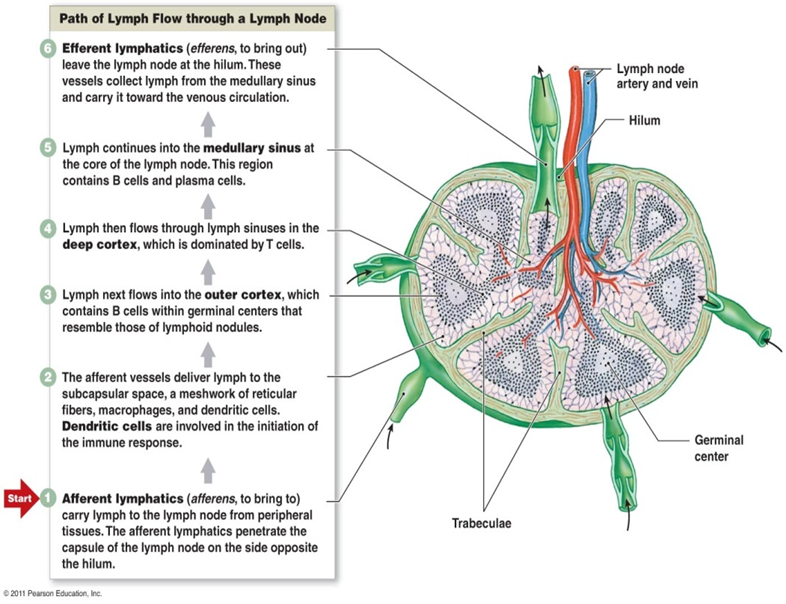 Path of Lymph Flow through a Lymph Node
6 Efferent lymphatics (efferens, to bring out)
leave the lymph node at the hilum. These
vessels collect lymph from the medullary sinus
and carry it toward the venous circulation.
5 Lymph continues into the medullary sinus at
the core of the lymph node. This region
contains B cells and plasma cells.
4 Lymph then flows through lymph sinuses in the
deep cortex, which is dominated by T cells.
3 Lymph next flows into the outer cortex, which
contains B cells within germinal centers that
resemble those of lymphoid nodules.
2 The afferent vessels deliver lymph to the
subcapsular space, a meshwork of reticular
fibers, macrophages, and dendritic cells.
Dendritic cells are involved in the initiation of
the immune response.
Start 1 Afferent lymphatics (afferens, to bring to)
carry lymph to the lymph node from peripheral
tissues. The afferent lymphatics penetrate the
capsule of the lymph node on the side opposite
the hilum.
Lymph node
artery and vein
Hilum
Germinal
center
Trabeculae
© 2011 Pearson Education, Inc.